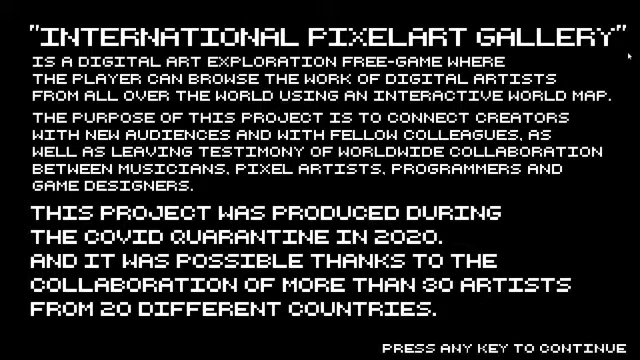 "INTERNATIONAL PIXELART GALLERY"
IS A DIGITAL ART EXPLORATION FREE-GAME WHERE
THE PLAYER CAN BROWSE THE WORK OF DIGITAL ARTISTS
FROM ALL OVER THE WORLD USING AN INTERACTIVE WORLD MAP.
THE PURPOSE OF THIS PROJECT IS TO CONNECT CREATORS
WITH NEW AUDIENCES AND WITH FELLOW COLLEAGUES, AS
WELL AS LEAVING TESTIMONY OF WORLDWIDE COLLABORATION
BETWEEN MUSICIANS, PIXEL ARTISTS, PROGRAMMERS AND
GAME DESIGNERS.
THIS PROJECT WAS PRODUCED DURING
THE COVID QUARANTINE IN 2020.
AND IT WAS POSSIBLE THANKS TO THE
COLLABORATION OF MORE THAN 30 ARTISTS
FROM 20 DIFFERENT COUNTRIES.
PRESS ANY KEY TO CONTINUE